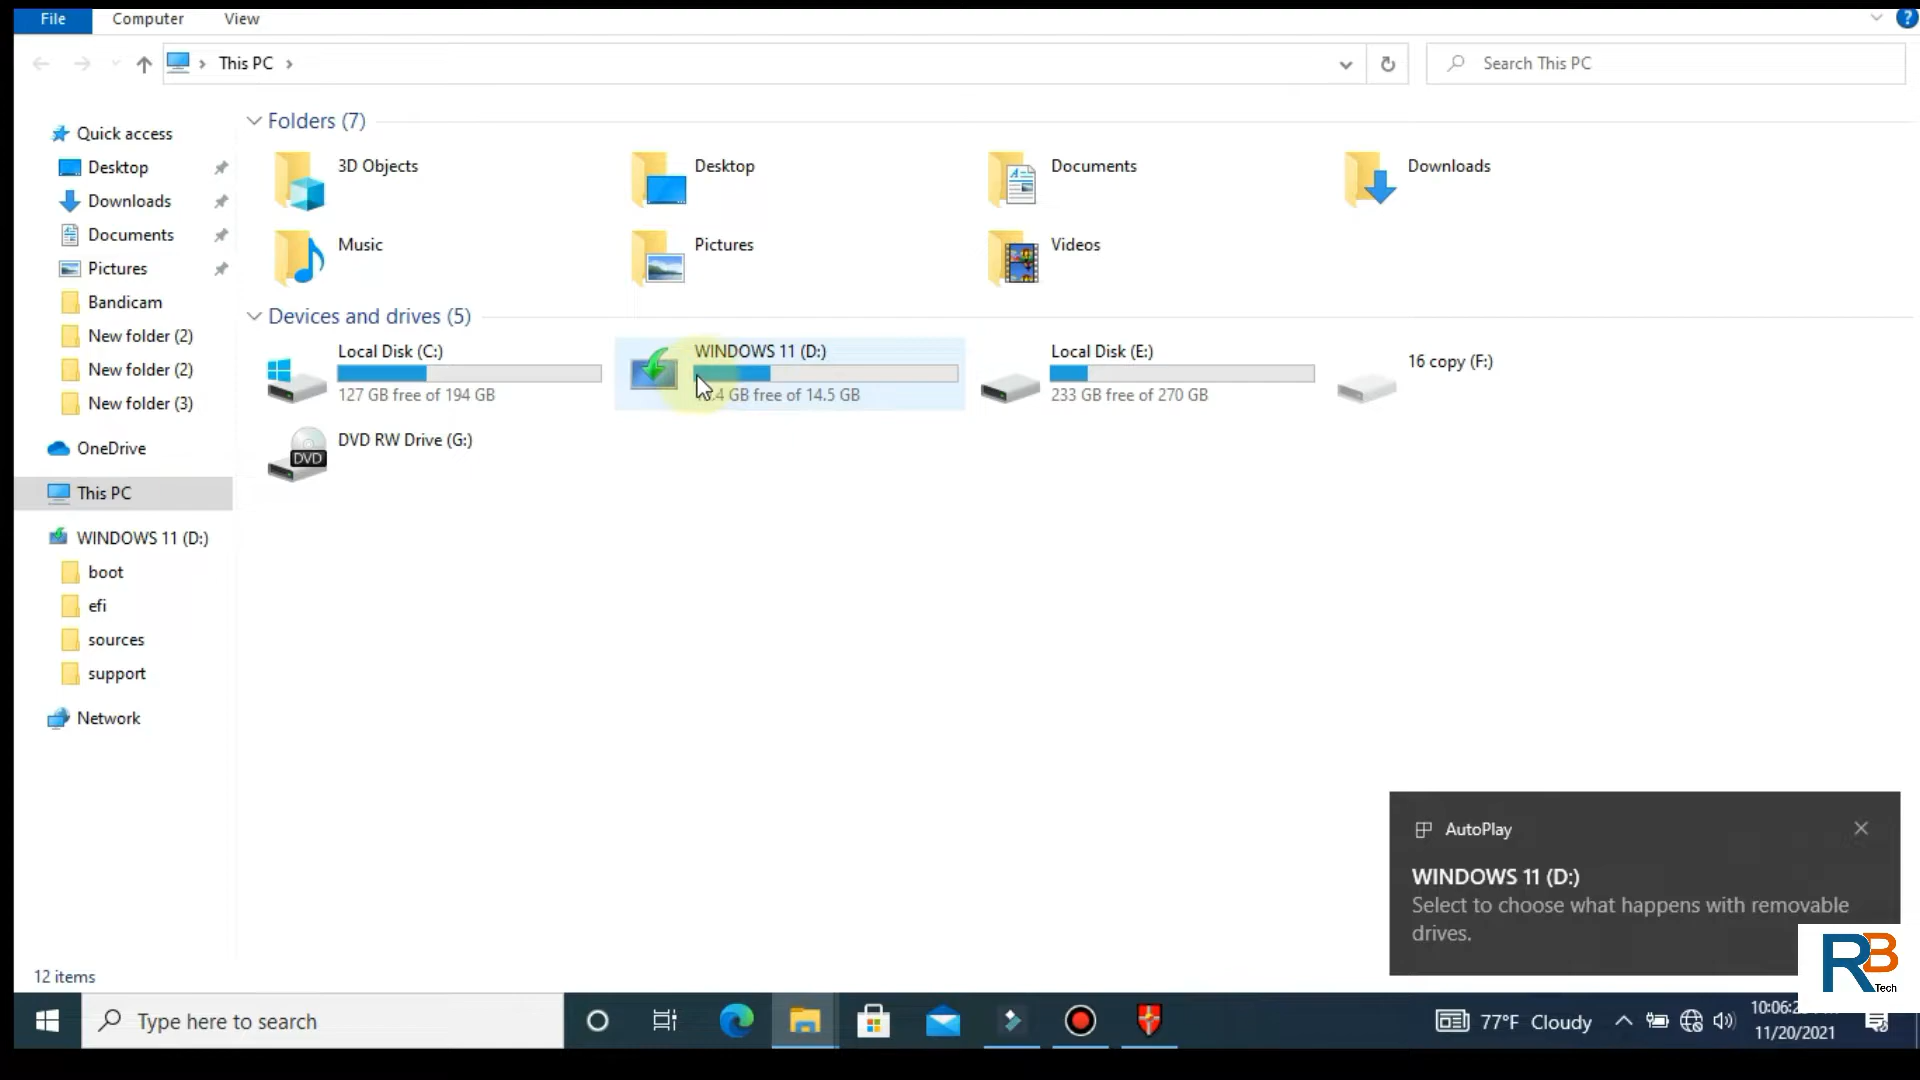 File Computer View
This PC
Search This PC
Quick access
Desktop
Downloads
Documents
Pictures
Bandicam
New folder (2)
New folder (2)
New folder (3)
OneDrive
This PC
WINDOWS 11 (D:)
boot
efi
sources
support
Network
Folders (7)
3D Objects
Desktop
Documents
Downloads
Music
Pictures
Videos
Devices and drives (5)
Local Disk (C:)
127 GB free of 194 GB
WINDOWS 11 (D:)
GB free of 14.5 GB
Local Disk (E:)
233 GB free of 270 GB
16 copy (F:)
DVD RW Drive (G:)
DVD
AutoPlay
WINDOWS 11 (D:)
Select to choose what happens with removable
drives.
RB
Tech
12 items
Type here to search
77°F Cloudy
11/20/2021